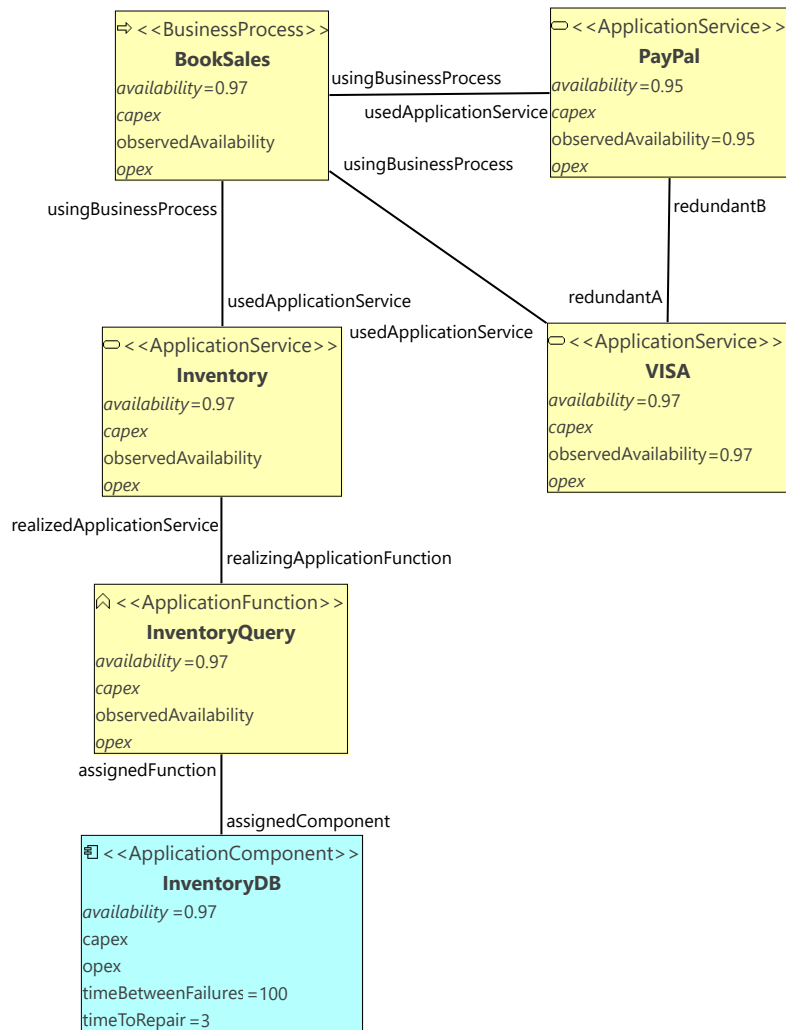 <<BusinessProcess>>
BookSales
availability=0.97
capex
observedAvailability
opex
<<ApplicationService>>
PayPal
availability=0.95
capex
observedAvailability=0.95
opex
usingBusinessProcess
usedApplicationService
usingBusinessProcess
usingBusinessProcess
redundantB
redundantA
usedApplicationService
usedApplicationService
<<ApplicationService>>
Inventory
availability=0.97
capex
observedAvailability
opex
<<ApplicationService>>
VISA
availability=0.97
capex
observedAvailability=0.97
opex
realizedApplicationService
realizingApplicationFunction
<<ApplicationFunction>>
InventoryQuery
availability=0.97
capex
observedAvailability
opex
assignedFunction
assignedComponent
<<ApplicationComponent>>
InventoryDB
availability=0.97
capex
opex
timeBetweenFailures=100
timeToRepair=3